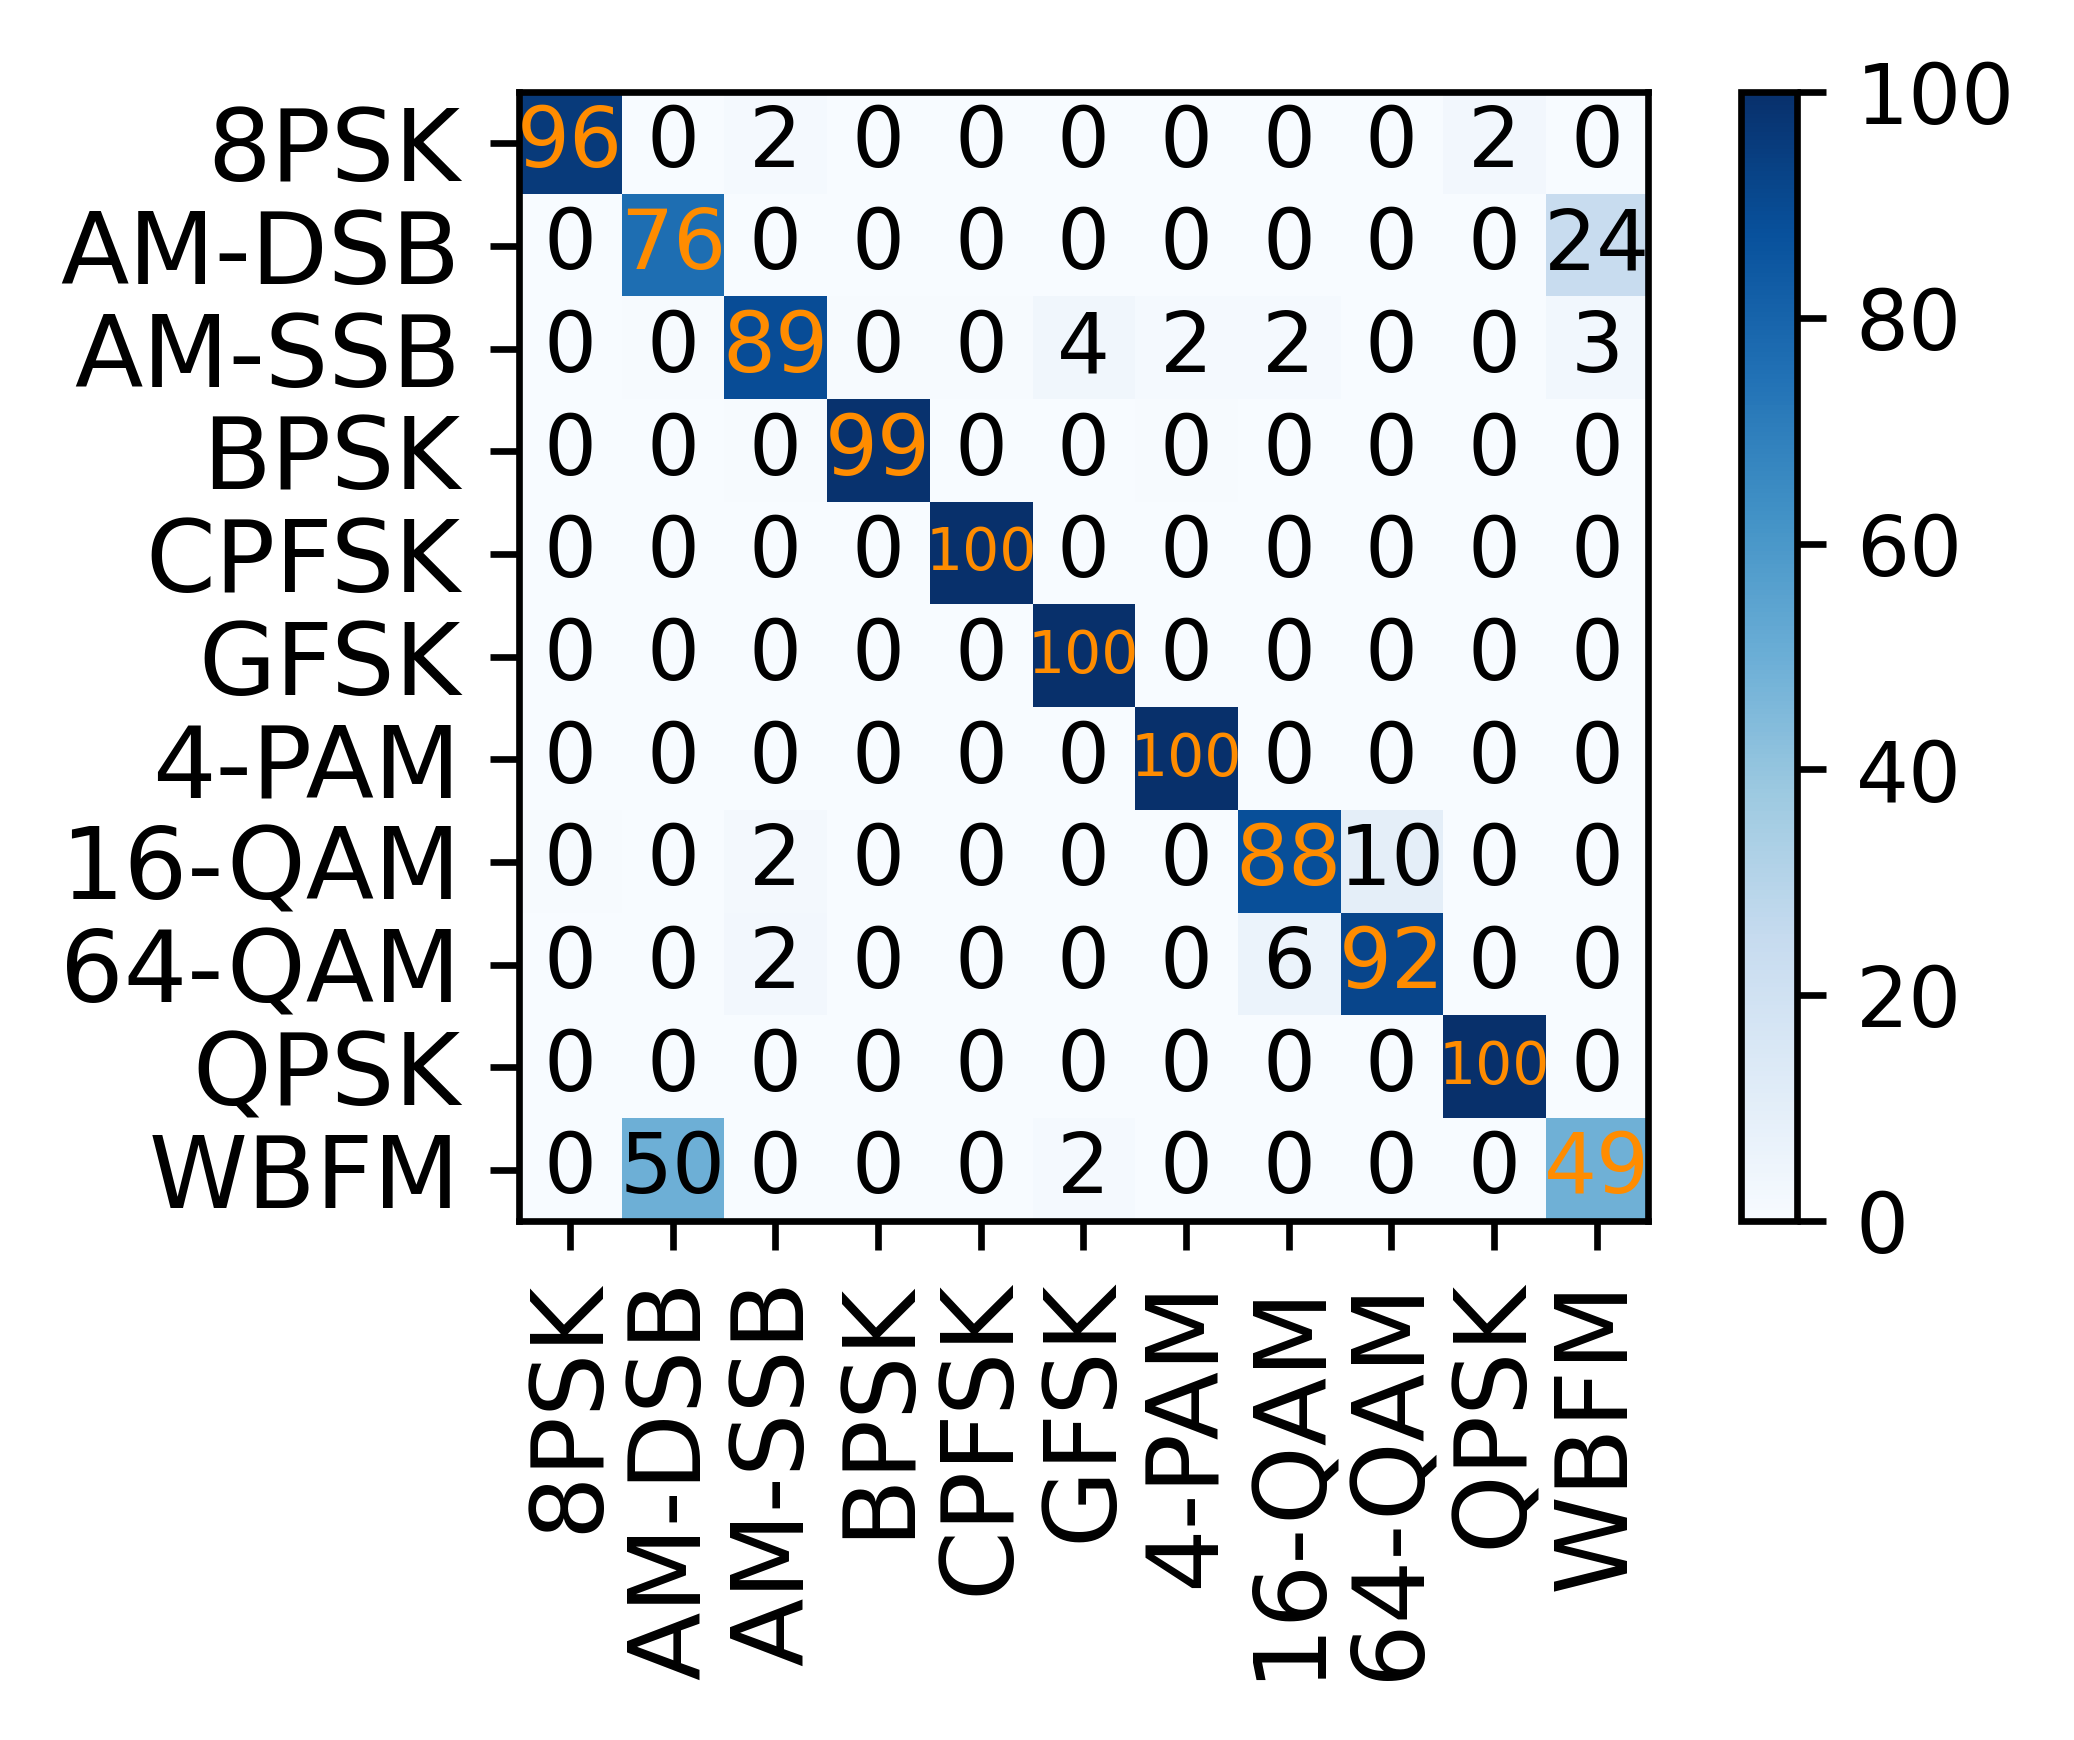 8PSK 96 0 2 0 0 0 0 0 0 2 0
AM-DSB 0 76 0 0 0 0 0 0 0 0 24
AM-SSB 0 0 89 0 0 4 2 2 0 0 3
BPSK 0 0 0 99 0 0 0 0 0 0 0
CPFSK 0 0 0 0 100 0 0 0 0 0 0
GFSK 0 0 0 0 0 100 0 0 0 0 0
4-PAM 0 0 0 0 0 0 100 0 0 0 0
16-QAM 0 0 2 0 0 0 0 88 10 0 0
64-QAM 0 0 2 0 0 0 0 6 92 0 0
QPSK 0 0 0 0 0 0 0 0 0 100 0
WBFM 0 50 0 0 0 2 0 0 0 0 49
8PSK
AM-DSB
AM-SSB
BPSK
CPFSK
GFSK
4-PAM
16-QAM
64-QAM
QPSK
WBFM
100
80
60
40
20
0